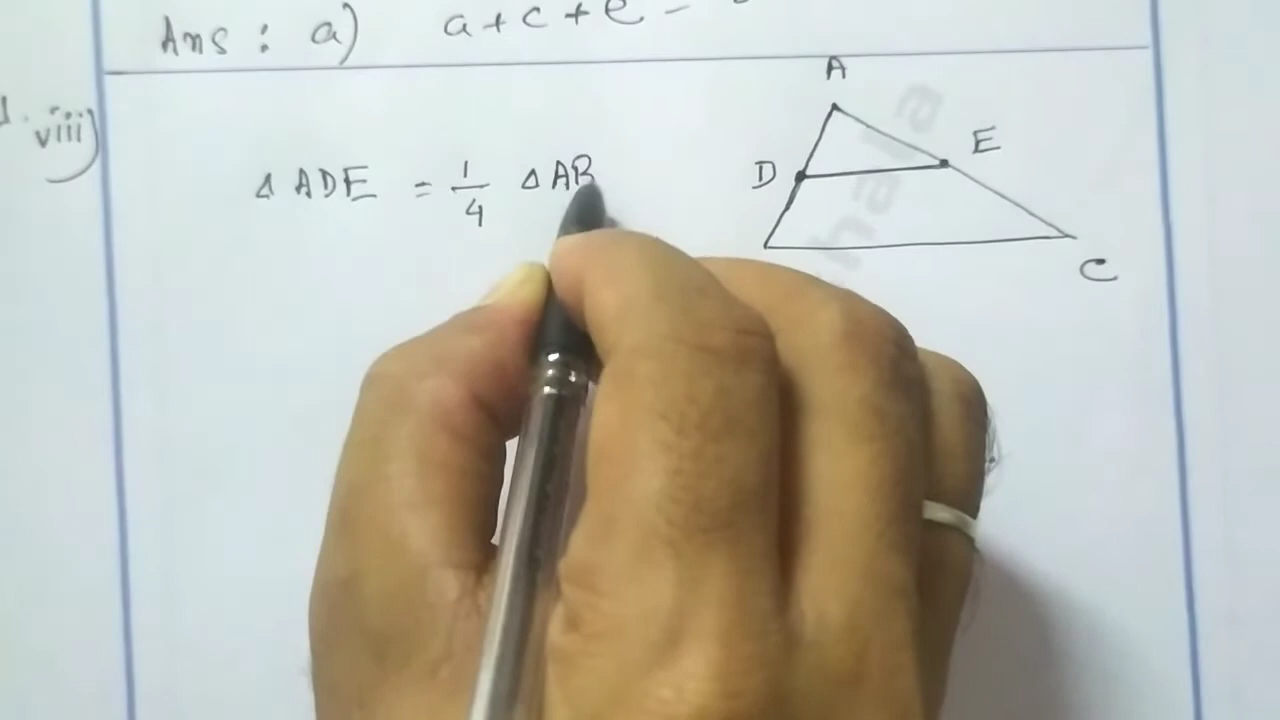 Ans : a) a + c + e =
viii)
A
E
Δ ADE = 1/4 Δ AB
D
C